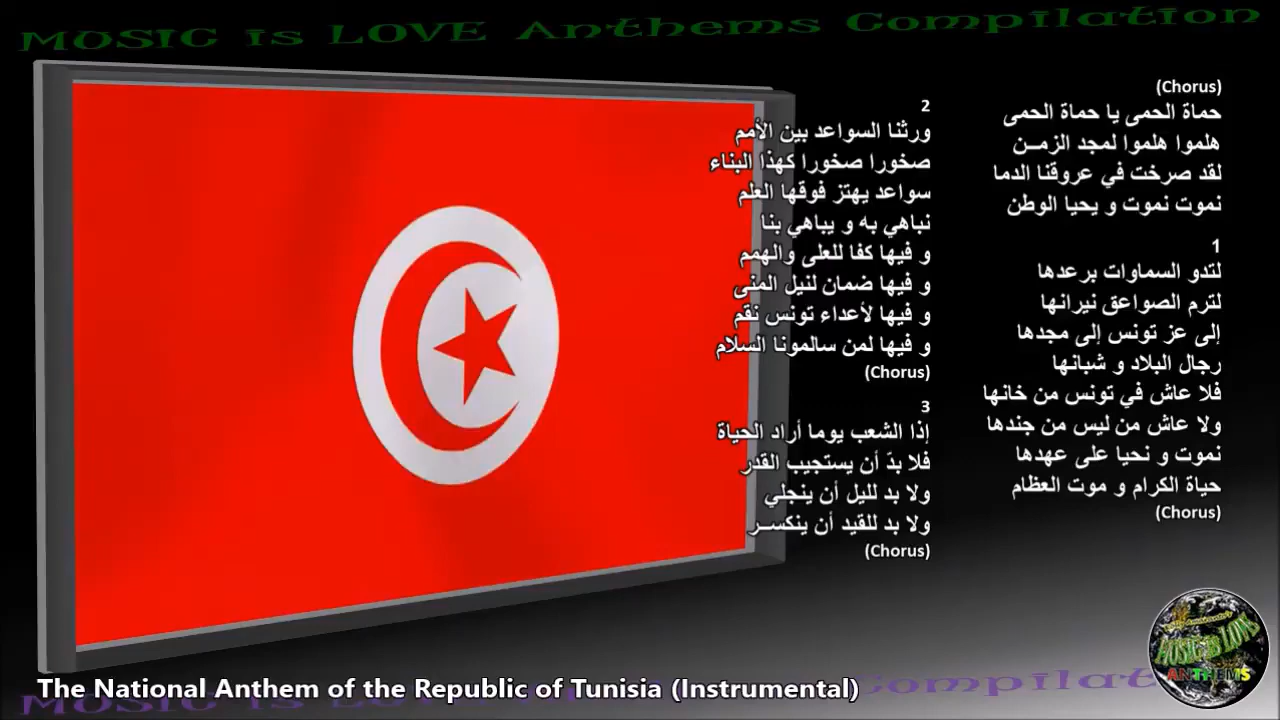 MUSIC is LOVE Anthems Compilation
(Chorus)
حماة الحمى يا حماة الحمى
هلموا هلموا لمجد الزمــن
لقد صرخت في عروقنا الدما
نموت نموت و يحيا الوطن
1
لتدو السماوات برعدها
لترم الصواعق نيرانها
إلى عز تونس إلى مجدها
رجال البلاد و شبانها
فلا عاش في تونس من خانها
ولا عاش من ليس من جندها
نموت و نحيا على عهدها
حياة الكرام و موت العظام
(Chorus)
2
ورثنا السواعد بين الأمم
صخورا صخورا كهذا البناء
سواعد يهتز فوقها العلم
نباهي به و يباهي بنا
و فيها كفا للعلى والهمم
و فيها ضمان لنيل المنى
و فيها لأعداء تونس نقم
و فيها لمن سالمونا السلام
(Chorus)
3
إذا الشعب يوما أراد الحياة
فلا بدّ أن يستجيب القدر
ولا بد لليل أن ينجلي
ولا بد للقيد أن ينكســر
(Chorus)
MUSIC IS LOVE
ANTHEMS
The National Anthem of the Republic of Tunisia (Instrumental)